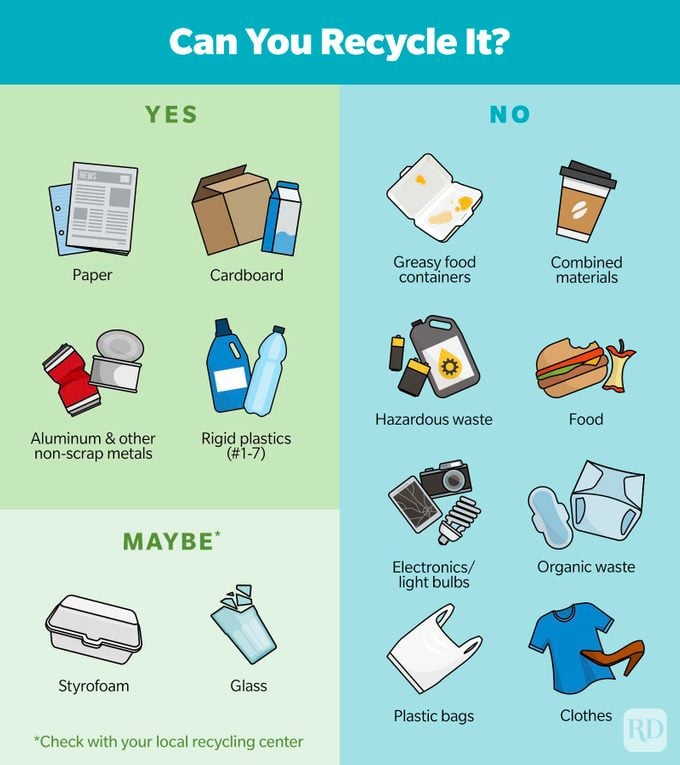 Can You Recycle It?
YES
NEWS
Paper
Cardboard
Aluminum & other
non-scrap metals
Rigid plastics
(#1-7)
MAYBE*
Styrofoam
Glass
*Check with your local recycling center
NO
Greasy food
containers
Combined
materials
Hazardous waste
Food
Electronics/
light bulbs
Organic waste
Plastic bags
Clothes
RD